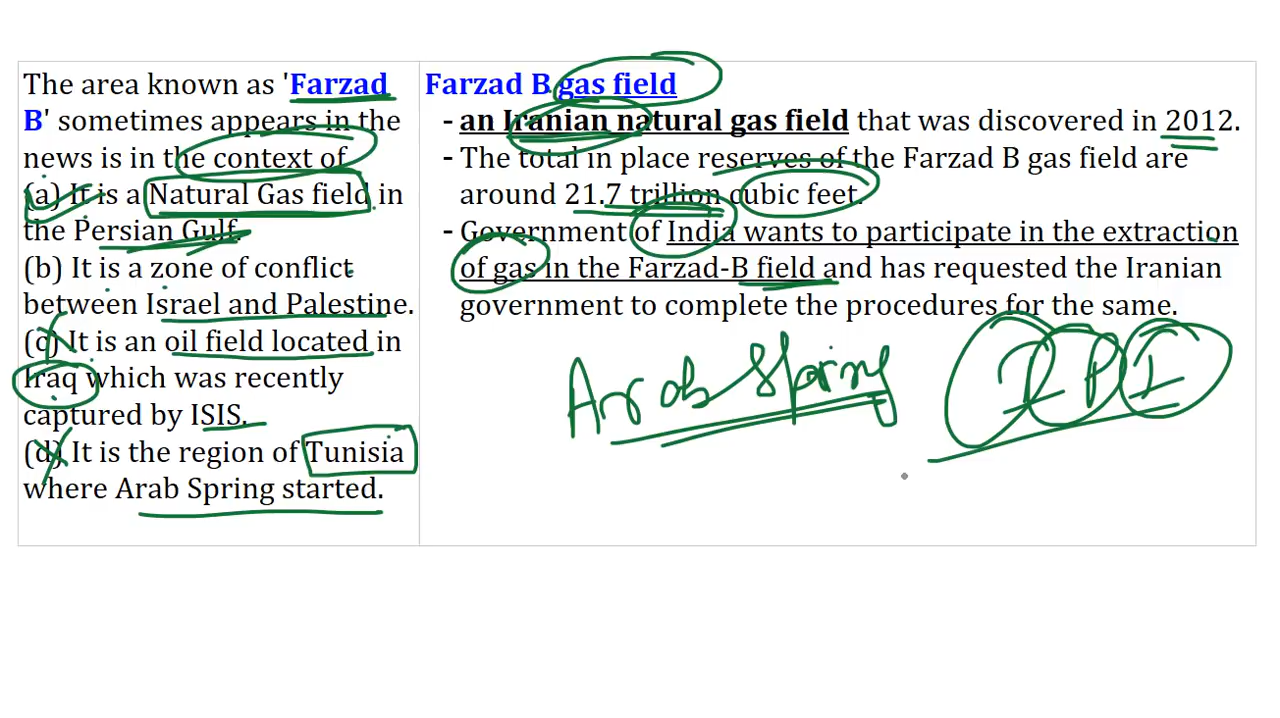 The area known as 'Farzad
B' sometimes appears in the
news is in the context of
(a) It is a Natural Gas field in
the Persian Gulf.
(b) It is a zone of conflict
between Israel and Palestine.
(c) It is an oil field located in
Iraq which was recently
captured by ISIS.
(d) It is the region of Tunisia
where Arab Spring started.
Farzad B gas field
- an Iranian natural gas field that was discovered in 2012.
- The total in place reserves of the Farzad B gas field are
around 21.7 trillion cubic feet.
- Government of India wants to participate in the extraction
of gas in the Farzad-B field and has requested the Iranian
government to complete the procedures for the same.
Arab Spring
I P I